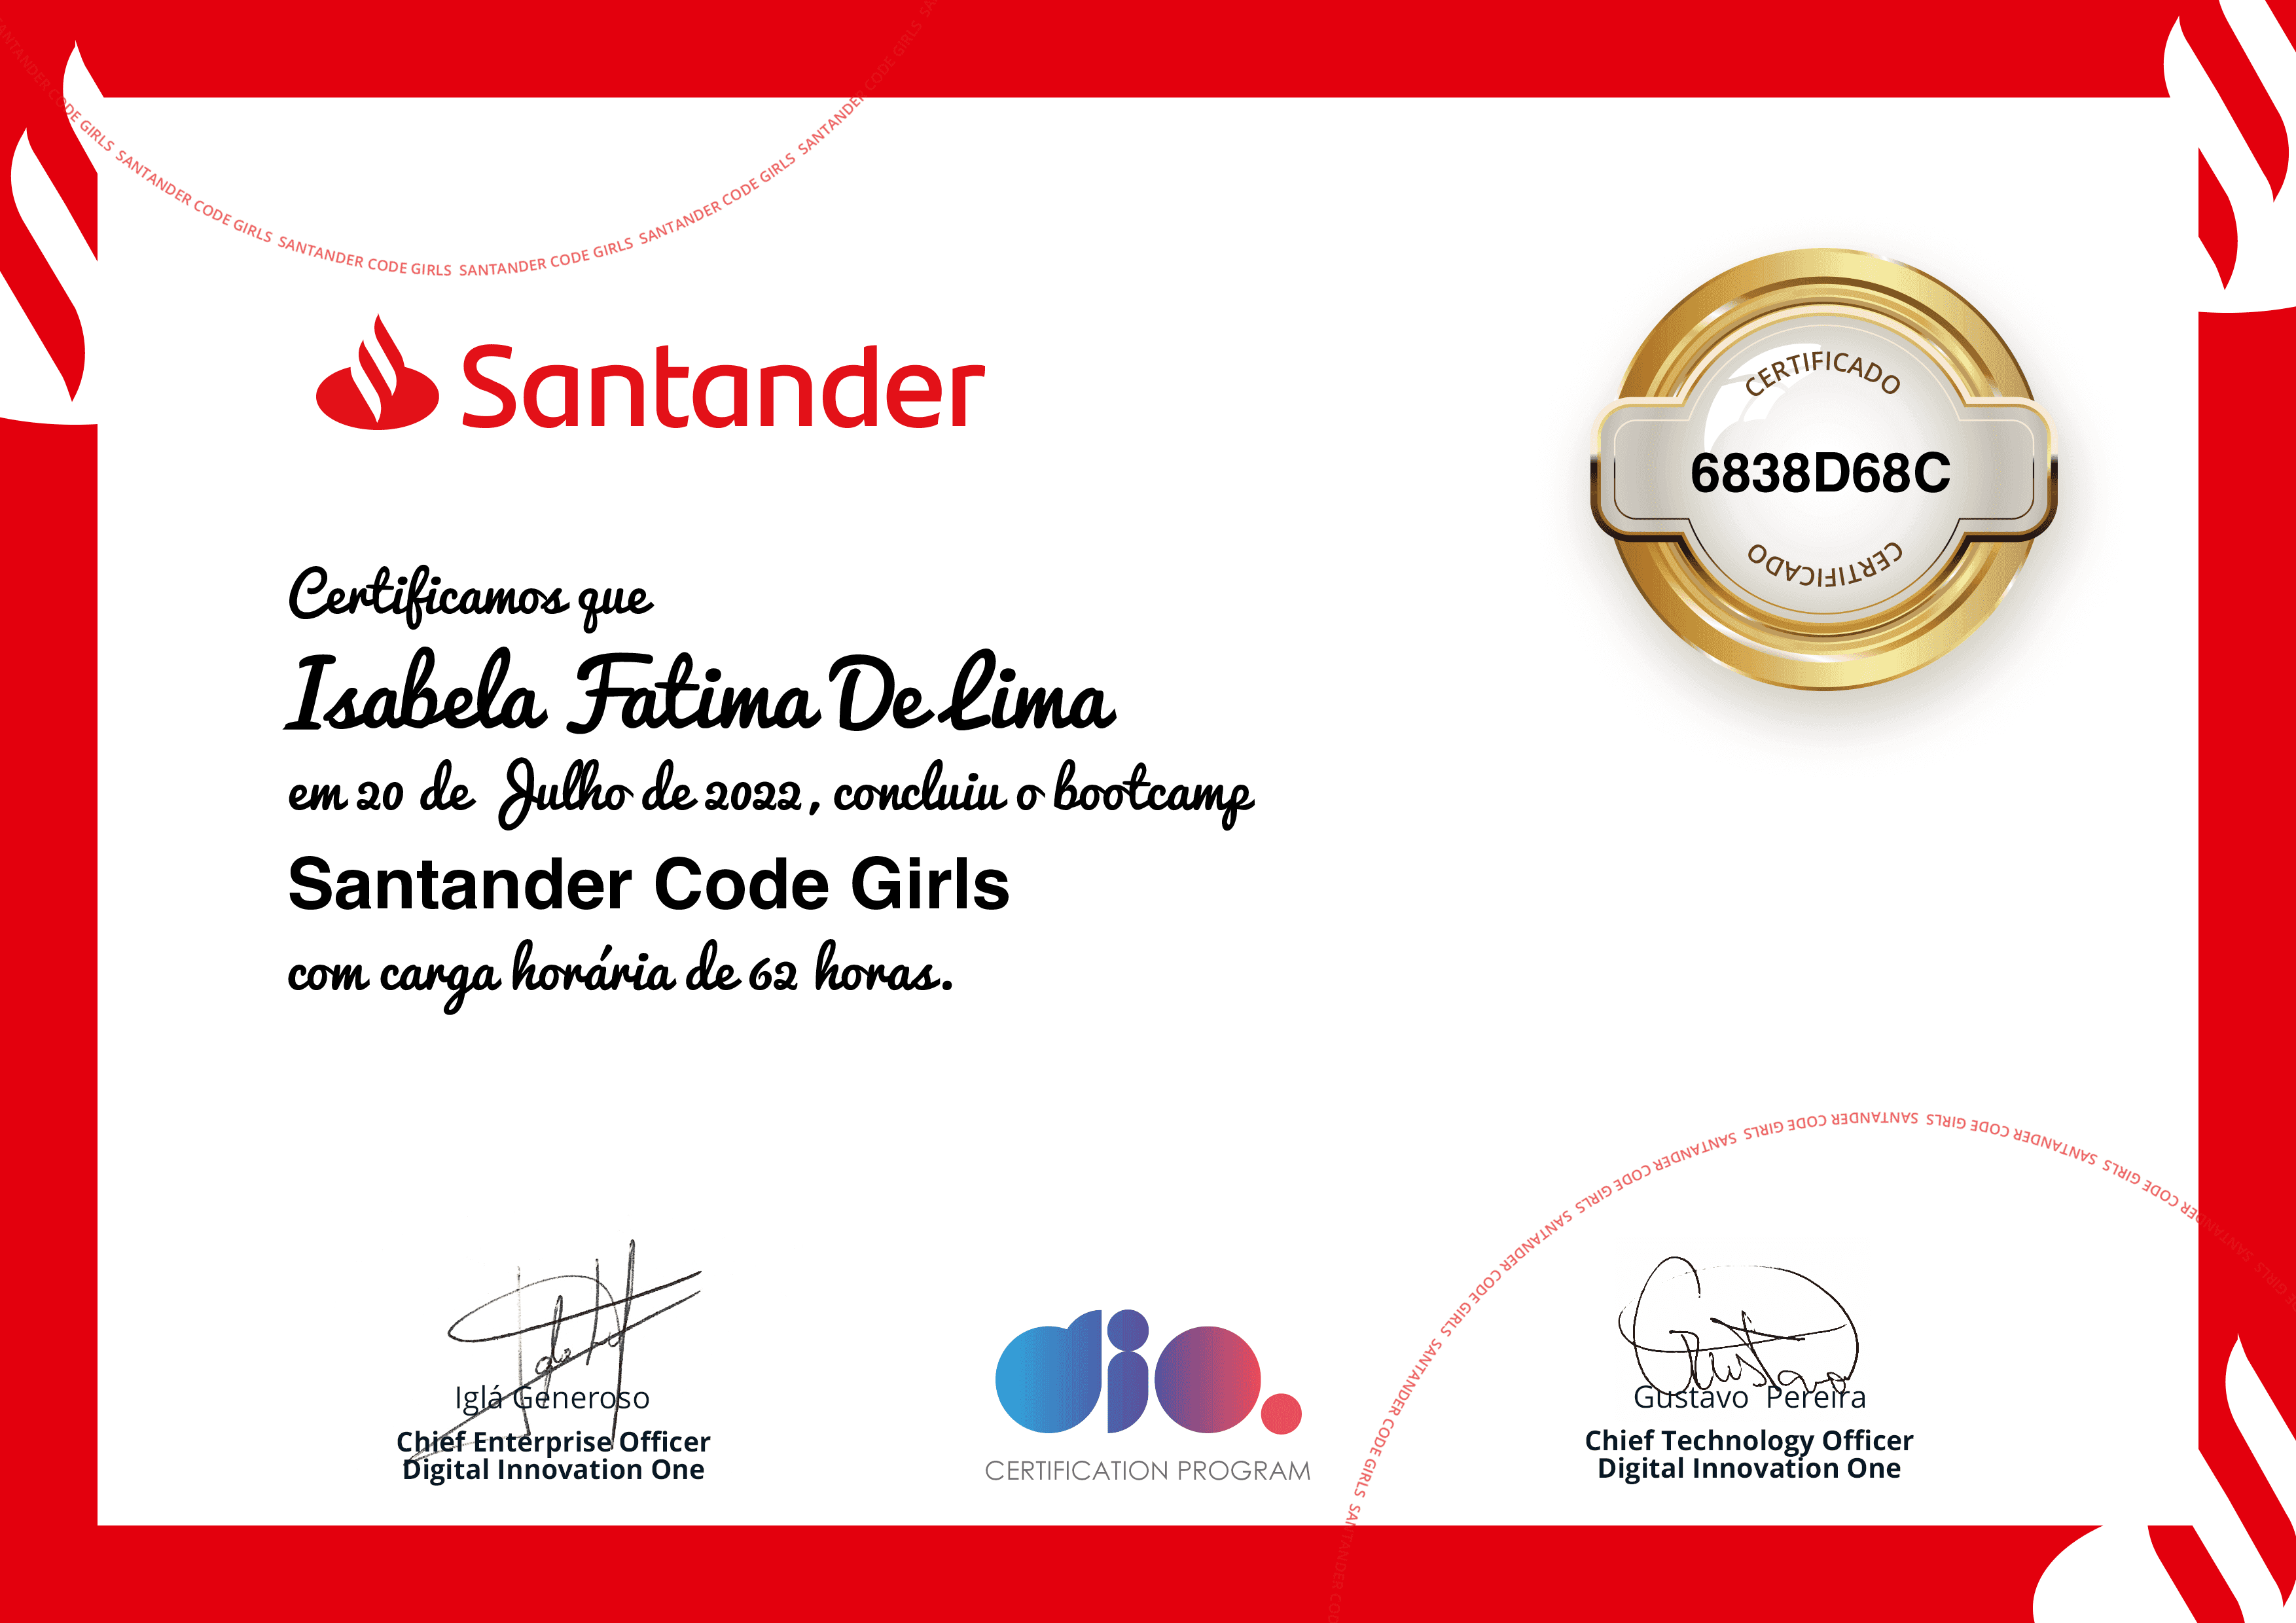 SANTANDER CODE GIRLS SANTANDER CODE GIRLS SANTANDER CODE GIRLS SANTANDER CODE GIRLS SANTANDER CODE GIRLS SANTANDER CODE GIRLS
Santander
CERTIFICADO
6838D68C
CERTIFICADO
Certificamos que
Isabela Fatima De Lima
em 20 de Julho de 2022, concluiu o bootcamp
Santander Code Girls
com carga horária de 62 horas.
SANTANDER CODE GIRLS SANTANDER CODE GIRLS SANTANDER CODE GIRLS SANTANDER CODE GIRLS SANTANDER CODE GIRLS SANTANDER CODE GIRLS SANTANDER CODE GIRLS
Iglá Generoso
Chief Enterprise Officer
Digital Innovation One
dio.
CERTIFICATION PROGRAM
Gustavo
Gustavo Pereira
Chief Technology Officer
Digital Innovation One